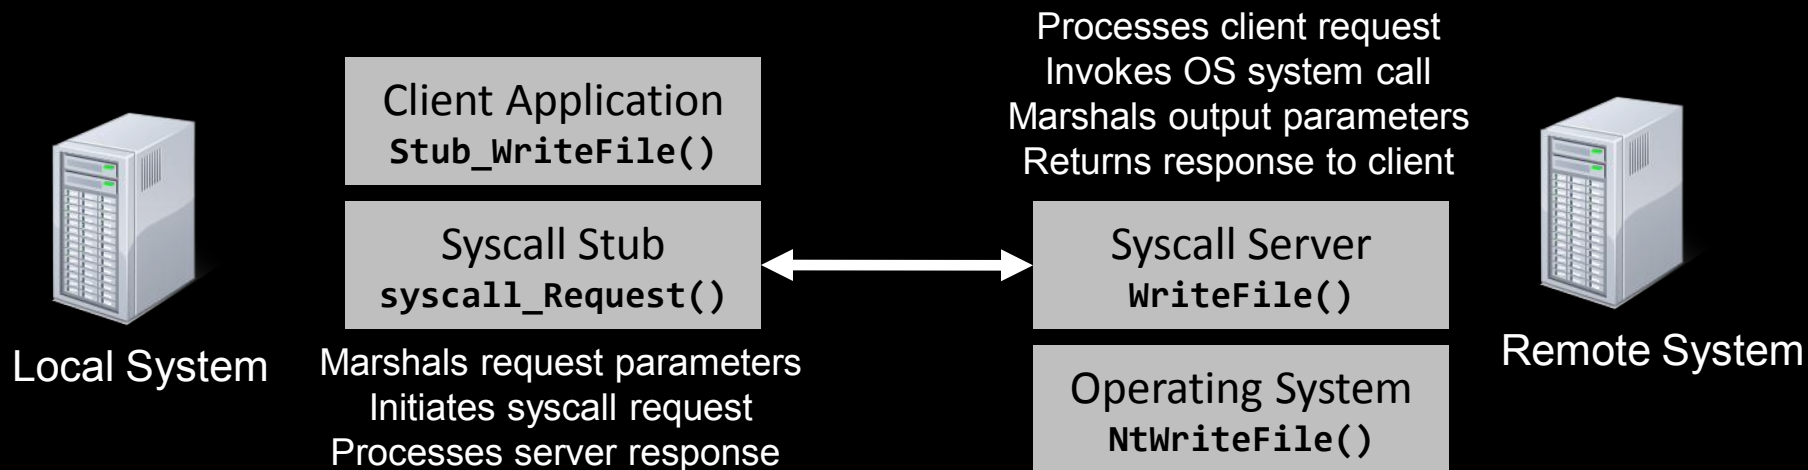 Local System
Client Application
Stub_WriteFile()
Syscall Stub
syscall_Request()
Marshals request parameters
Initiates syscall request
Processes server response
Processes client request
Invokes OS system call
Marshals output parameters
Returns response to client
Syscall Server
WriteFile()
Operating System
NtWriteFile()
Remote System